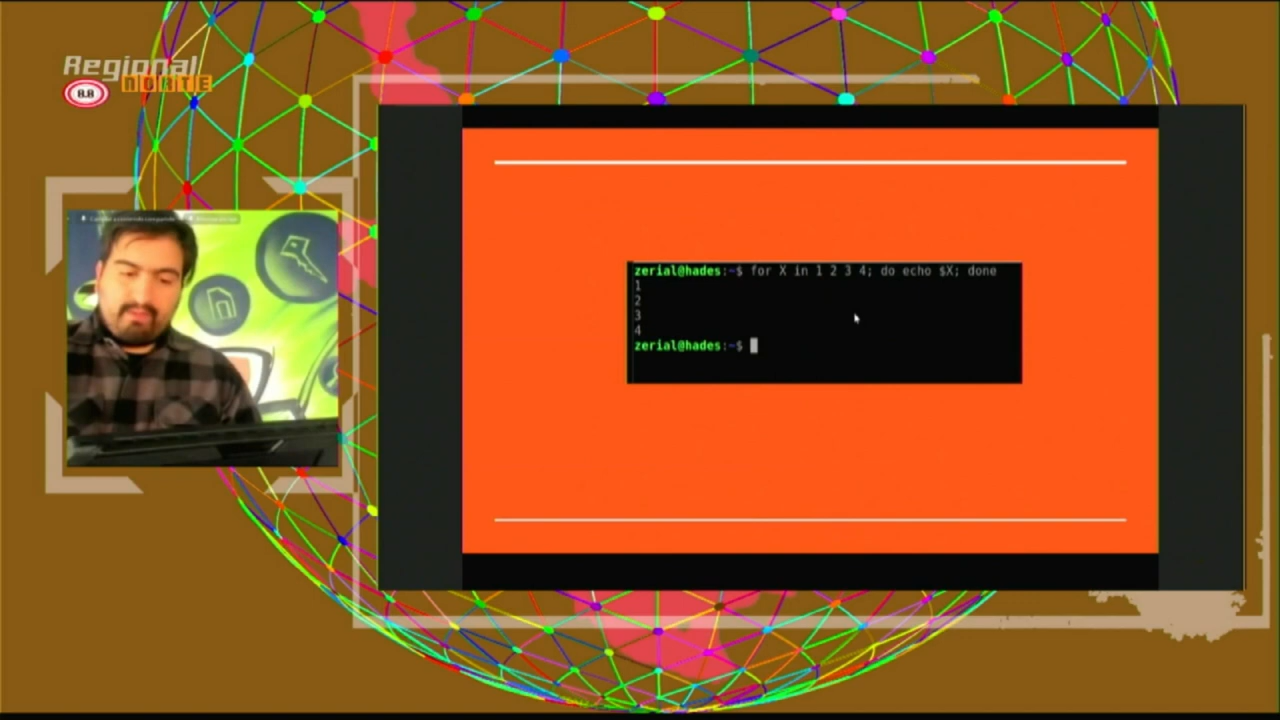 Regional
NORTE
8.8
zerial@hades:~$ for X in 1 2 3 4; do echo $X; done
1
2
3
4
zerial@hades:~$